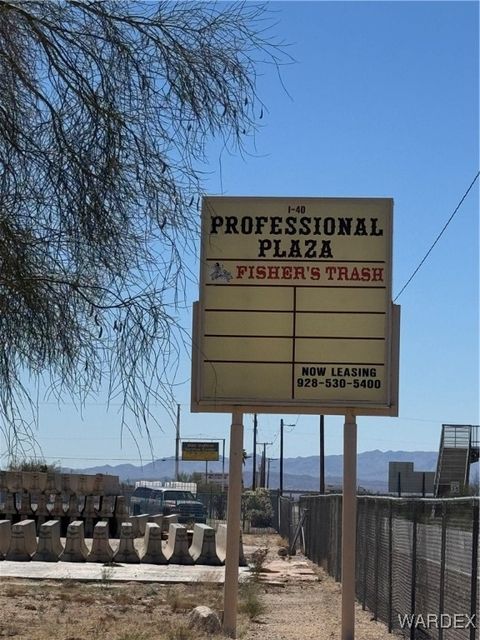 I-40
PROFESSIONAL
PLAZA
FISHER'S TRASH
NOW LEASING
928-530-5400
WARDEX